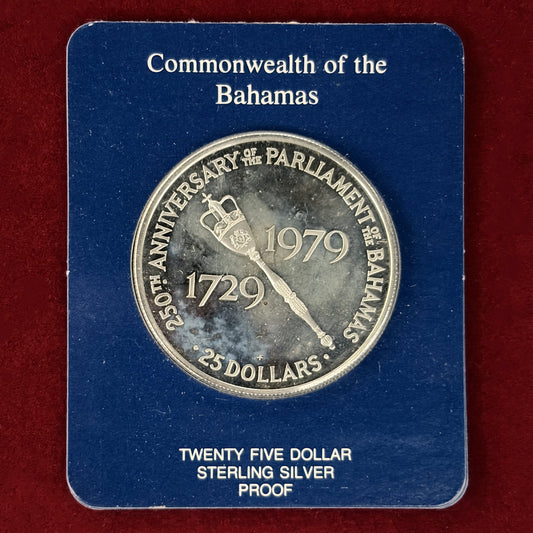 Commonwealth of the
Bahamas
250TH ANNIVERSARY OF THE PARLIAMENT OF THE BAHAMAS
1979
1729
25 DOLLARS
TWENTY FIVE DOLLAR
STERLING SILVER
PROOF